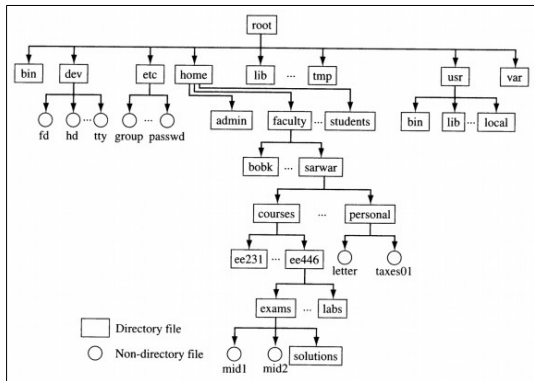 root
bin dev etc home lib ... tmp usr var
fd hd ... tty group ... passwd admin faculty ... students bin lib ... local
bobk ... sarwar
courses ... personal
ee231 ... ee446 letter taxes01
exams ... labs
Directory file
Non-directory file mid1 mid2 solutions